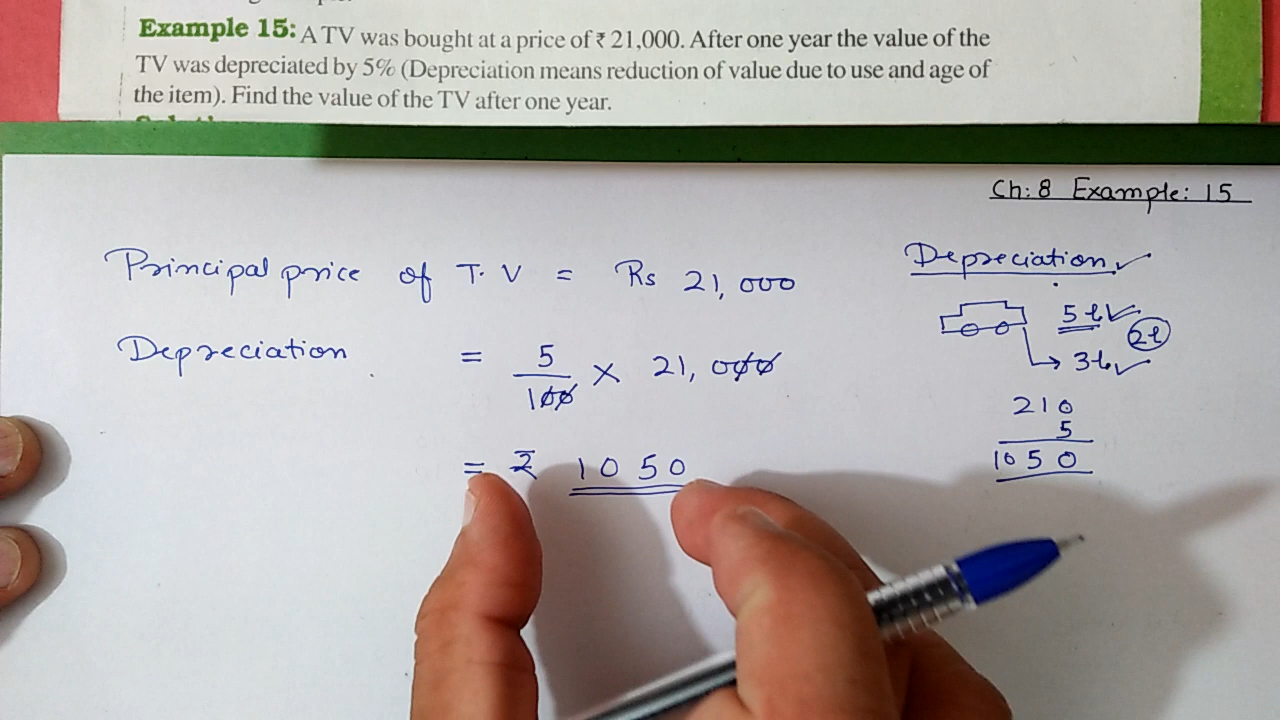 Example 15: A TV was bought at a price of ₹ 21,000. After one year the value of the
TV was depreciated by 5% (Depreciation means reduction of value due to use and age of
the item). Find the value of the TV after one year.
Ch: 8 Example: 15
Principal price of T. V = Rs 21,000
Depreciation = 5/100 × 21,000
= ₹ 1050
Depreciation ✓
5 l ✓
2l
3 l ✓
210
5
1050